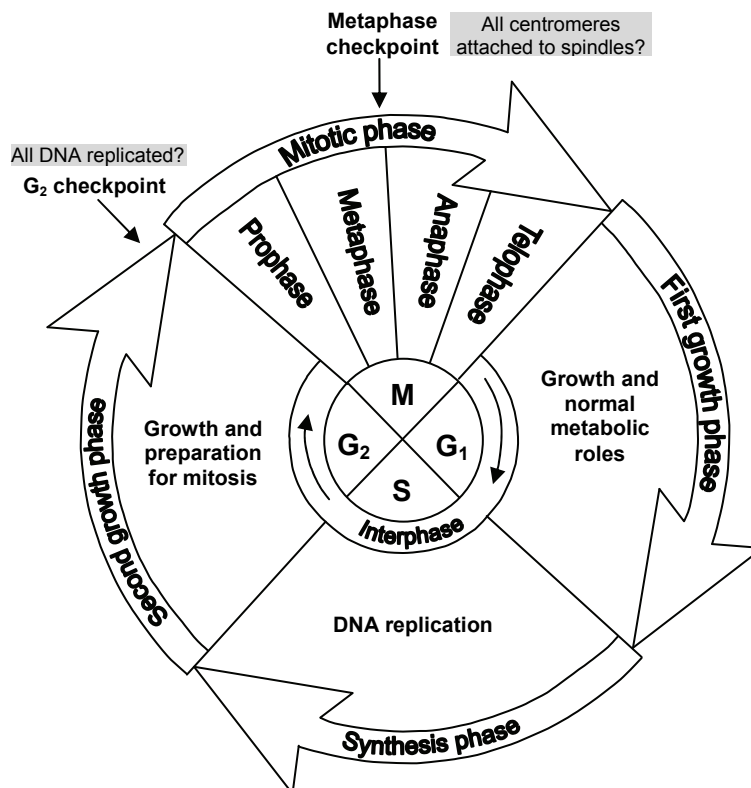 Metaphase
checkpoint
All centromeres
attached to spindles?
Mitotic phase
All DNA replicated?
G₂ checkpoint
Prophase
Metaphase
Anaphase
Telophase
First growth phase
M
G₂
G₁
S
Interphase
Growth and
preparation
for mitosis
Growth and
normal
metabolic
roles
Second growth phase
DNA replication
Synthesis phase